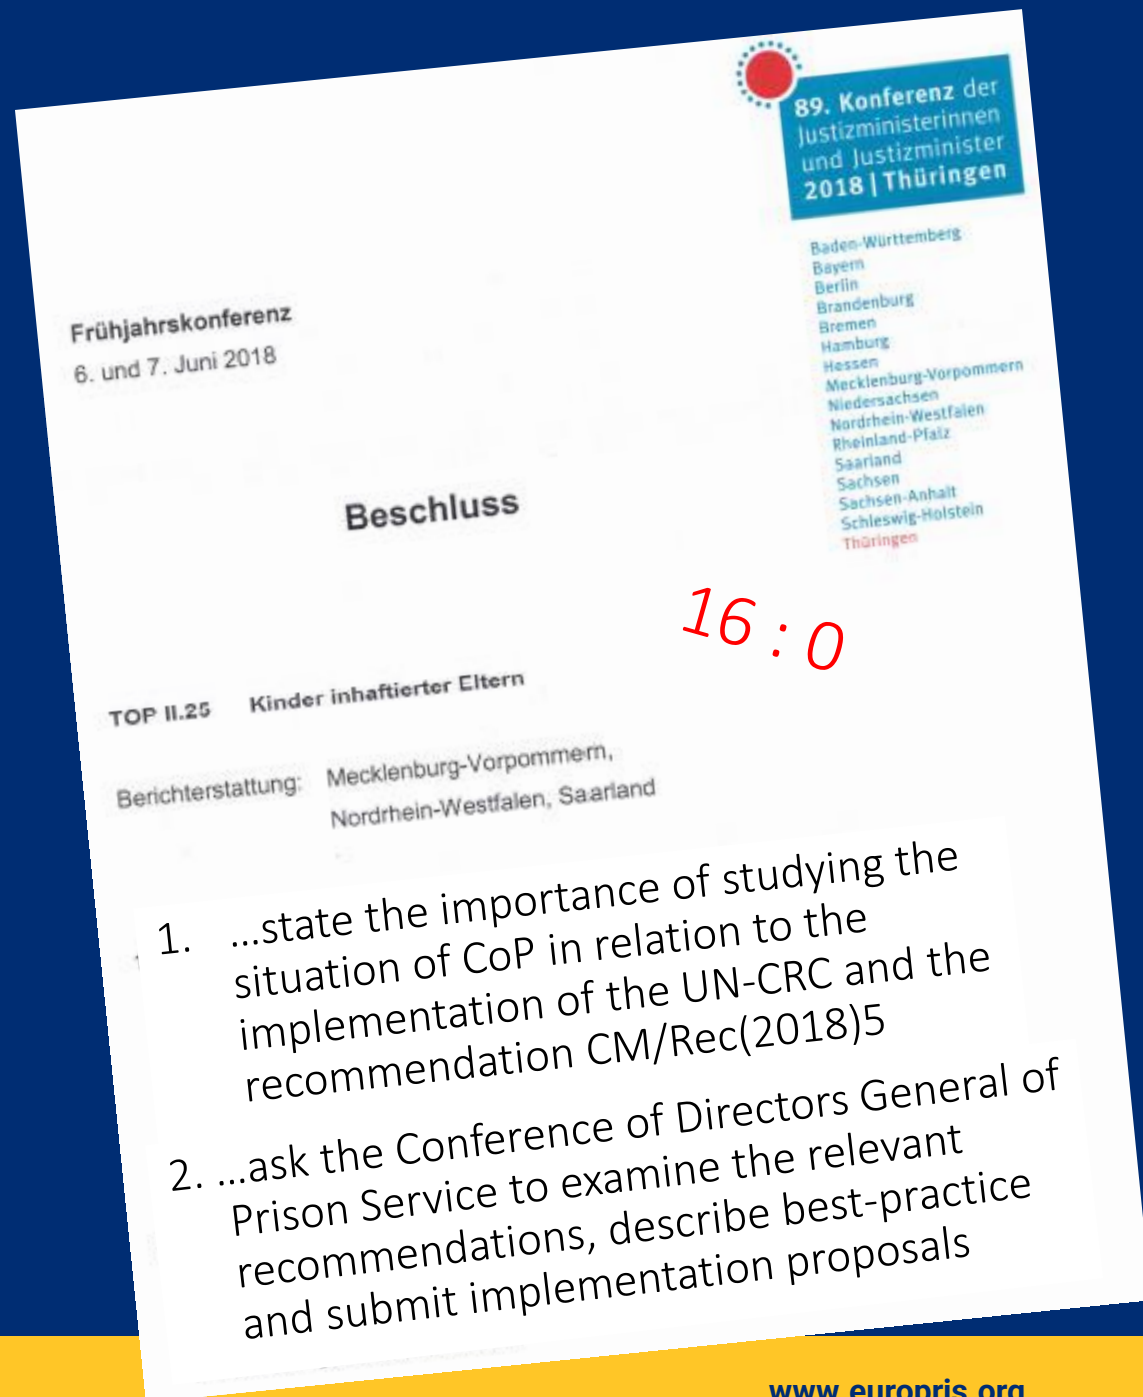 89. Konferenz der
Justizministerinnen
und Justizminister
2018 | Thüringen
Baden-Württemberg
Bayern
Berlin
Brandenburg
Bremen
Hamburg
Hessen
Mecklenburg-Vorpommern
Niedersachsen
Nordrhein-Westfalen
Rheinland-Pfalz
Saarland
Sachsen
Sachsen-Anhalt
Schleswig-Holstein
Thüringen
Frühjahrskonferenz
6. und 7. Juni 2018
Beschluss
16 : 0
TOP II.25 Kinder inhaftierter Eltern
Berichterstattung: Mecklenburg-Vorpommern,
Nordrhein-Westfalen, Saarland
1. ...state the importance of studying the
situation of CoP in relation to the
implementation of the UN-CRC and the
recommendation CM/Rec(2018)5
2. ...ask the Conference of Directors General of
Prison Service to examine the relevant
recommendations, describe best-practice
and submit implementation proposals
www.europris.org